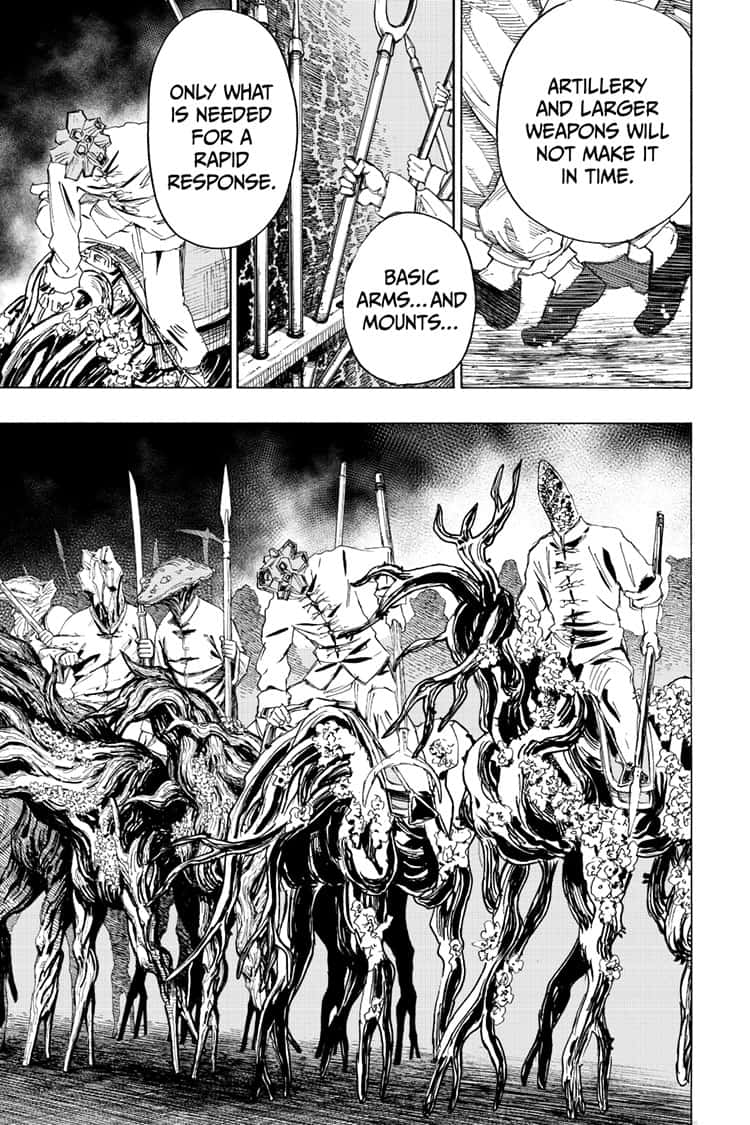 ARTILLERY
AND LARGER
WEAPONS WILL
NOT MAKE IT
IN TIME.
BASIC
ARMS...AND
MOUNTS...
ONLY WHAT
IS NEEDED
FOR A
RAPID
RESPONSE.